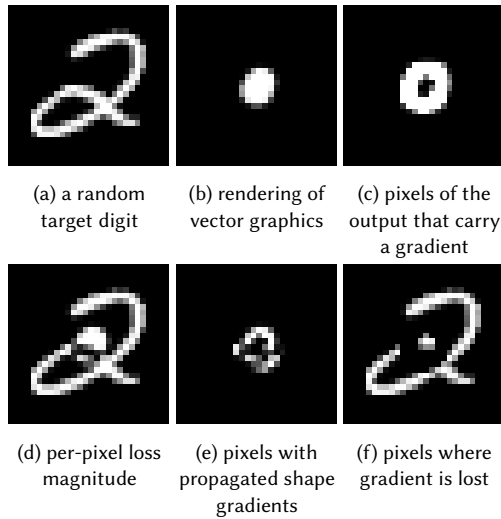 (a) a random
target digit
(b) rendering of
vector graphics
(c) pixels of the
output that carry
a gradient
(d) per-pixel loss
magnitude
(e) pixels with
propagated shape
gradients
(f) pixels where
gradient is lost